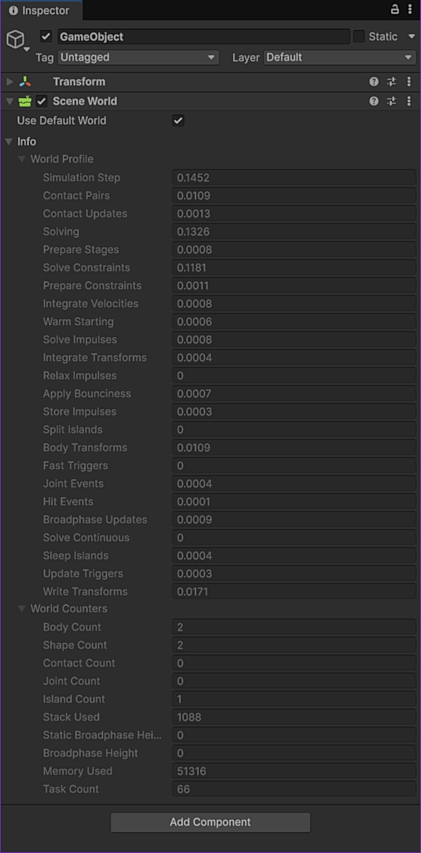 Inspector
GameObject
Static
Tag Untagged Layer Default
Transform
Scene World
Use Default World
Info
World Profile
Simulation Step 0.1452
Contact Pairs 0.0109
Contact Updates 0.0013
Solving 0.1326
Prepare Stages 0.0008
Solve Constraints 0.1181
Prepare Constraints 0.0011
Integrate Velocities 0.0008
Warm Starting 0.0006
Solve Impulses 0.0008
Integrate Transforms 0.0004
Relax Impulses 0
Apply Bounciness 0.0007
Store Impulses 0.0003
Split Islands 0
Body Transforms 0.0109
Fast Triggers 0
Joint Events 0.0004
Hit Events 0.0001
Broadphase Updates 0.0009
Solve Continuous 0
Sleep Islands 0.0004
Update Triggers 0.0003
Write Transforms 0.0171
World Counters
Body Count 2
Shape Count 2
Contact Count 0
Joint Count 0
Island Count 1
Stack Used 1088
Static Broadphase Hei... 0
Broadphase Height 0
Memory Used 51316
Task Count 66
Add Component